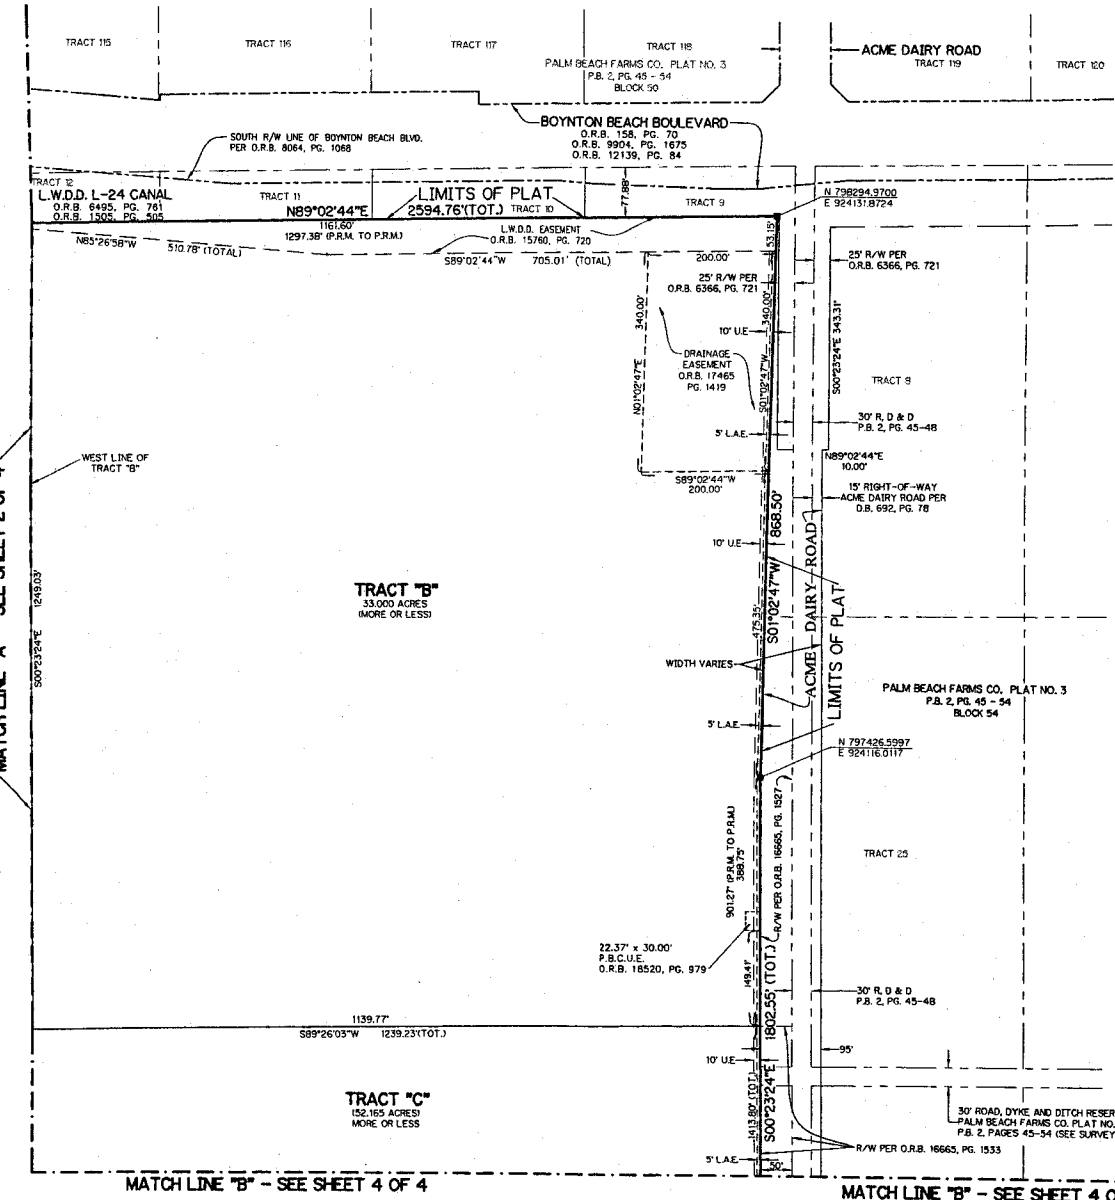 TRACT 115
TRACT 116
TRACT 117
TRACT 118
PALM BEACH FARMS CO. PLAT NO. 3
P.B. 2, PG. 45 - 54
BLOCK 50
ACME DAIRY ROAD
TRACT 119
TRACT 120
BOYNTON BEACH BOULEVARD
O.R.B. 158, PG. 70
O.R.B. 9904, PG. 1675
O.R.B. 12139, PG. 84
SOUTH R/W LINE OF BOYNTON BEACH BLVD.
PER O.R.B. 8064, PG. 1068
TRACT 12
L.W.D.D. L-24 CANAL
O.R.B. 6495, PG. 761
O.R.B. 1505, PG. 505
TRACT 11
LIMITS OF PLAT
N89°02'44"E
2594.76'(TOT.)
TRACT 10
TRACT 9
77.88'
N 798294.9700
E 924131.8724
1161.60'
1297.38' (P.R.M. TO P.R.M.)
L.W.D.D. EASEMENT
O.R.B. 15760, PG. 720
N85°26'58"W
510.78' (TOTAL)
S89°02'44"W 705.01' (TOTAL)
53.15'
200.00'
25' R/W PER
O.R.B. 6366, PG. 721
25' R/W PER
O.R.B. 6366, PG. 721
340.00'
340.00'
10' U.E
S00°23'24"E 343.31'
DRAINAGE
EASEMENT
O.R.B. 17465
PG. 1419
N01°02'47"E
S01°02'47"W
TRACT 8
5' L.A.E.
30' R, D & D
P.B. 2, PG. 45-48
N89°02'44"E
10.00'
S89°02'44"W
200.00'
WEST LINE OF
TRACT "B"
15' RIGHT-OF-WAY
ACME DAIRY ROAD PER
D.B. 692, PG. 78
868.50'
10' U.E
S01°02'47"W
ACME DAIRY ROAD
LIMITS OF PLAT
MATCH LINE "A" - SEE SHEET 2 OF 4
S00°23'24"E 1249.03'
TRACT "B"
33.000 ACRES
(MORE OR LESS)
475.35'
WIDTH VARIES
PALM BEACH FARMS CO. PLAT NO. 3
P.B. 2, PG. 45 - 54
BLOCK 54
5' L.A.E.
N 797426.5997
E 924116.0117
R/W PER O.R.B. 16665, PG. 1527
901.27' (P.R.M. TO P.R.M.)
388.75'
TRACT 25
22.37' x 30.00'
P.B.C.U.E.
O.R.B. 18520, PG. 979
149.41'
30' R, D & D
P.B. 2, PG. 45-48
S00°23'24"E 1802.55' (TOT.)
1139.77'
S89°26'03"W 1239.23'(TOT.)
10' U.E
95'
TRACT "C"
(52.165 ACRES)
MORE OR LESS
1413.80' (TOT.)
30' ROAD, DYKE AND DITCH RESER
PALM BEACH FARMS CO. PLAT NO.
P.B. 2, PAGES 45-54 (SEE SURVEY
R/W PER O.R.B. 16665, PG. 1533
5' L.A.E.
50'
MATCH LINE "B" - SEE SHEET 4 OF 4
MATCH LINE "B" - SEE SHEET 4 O